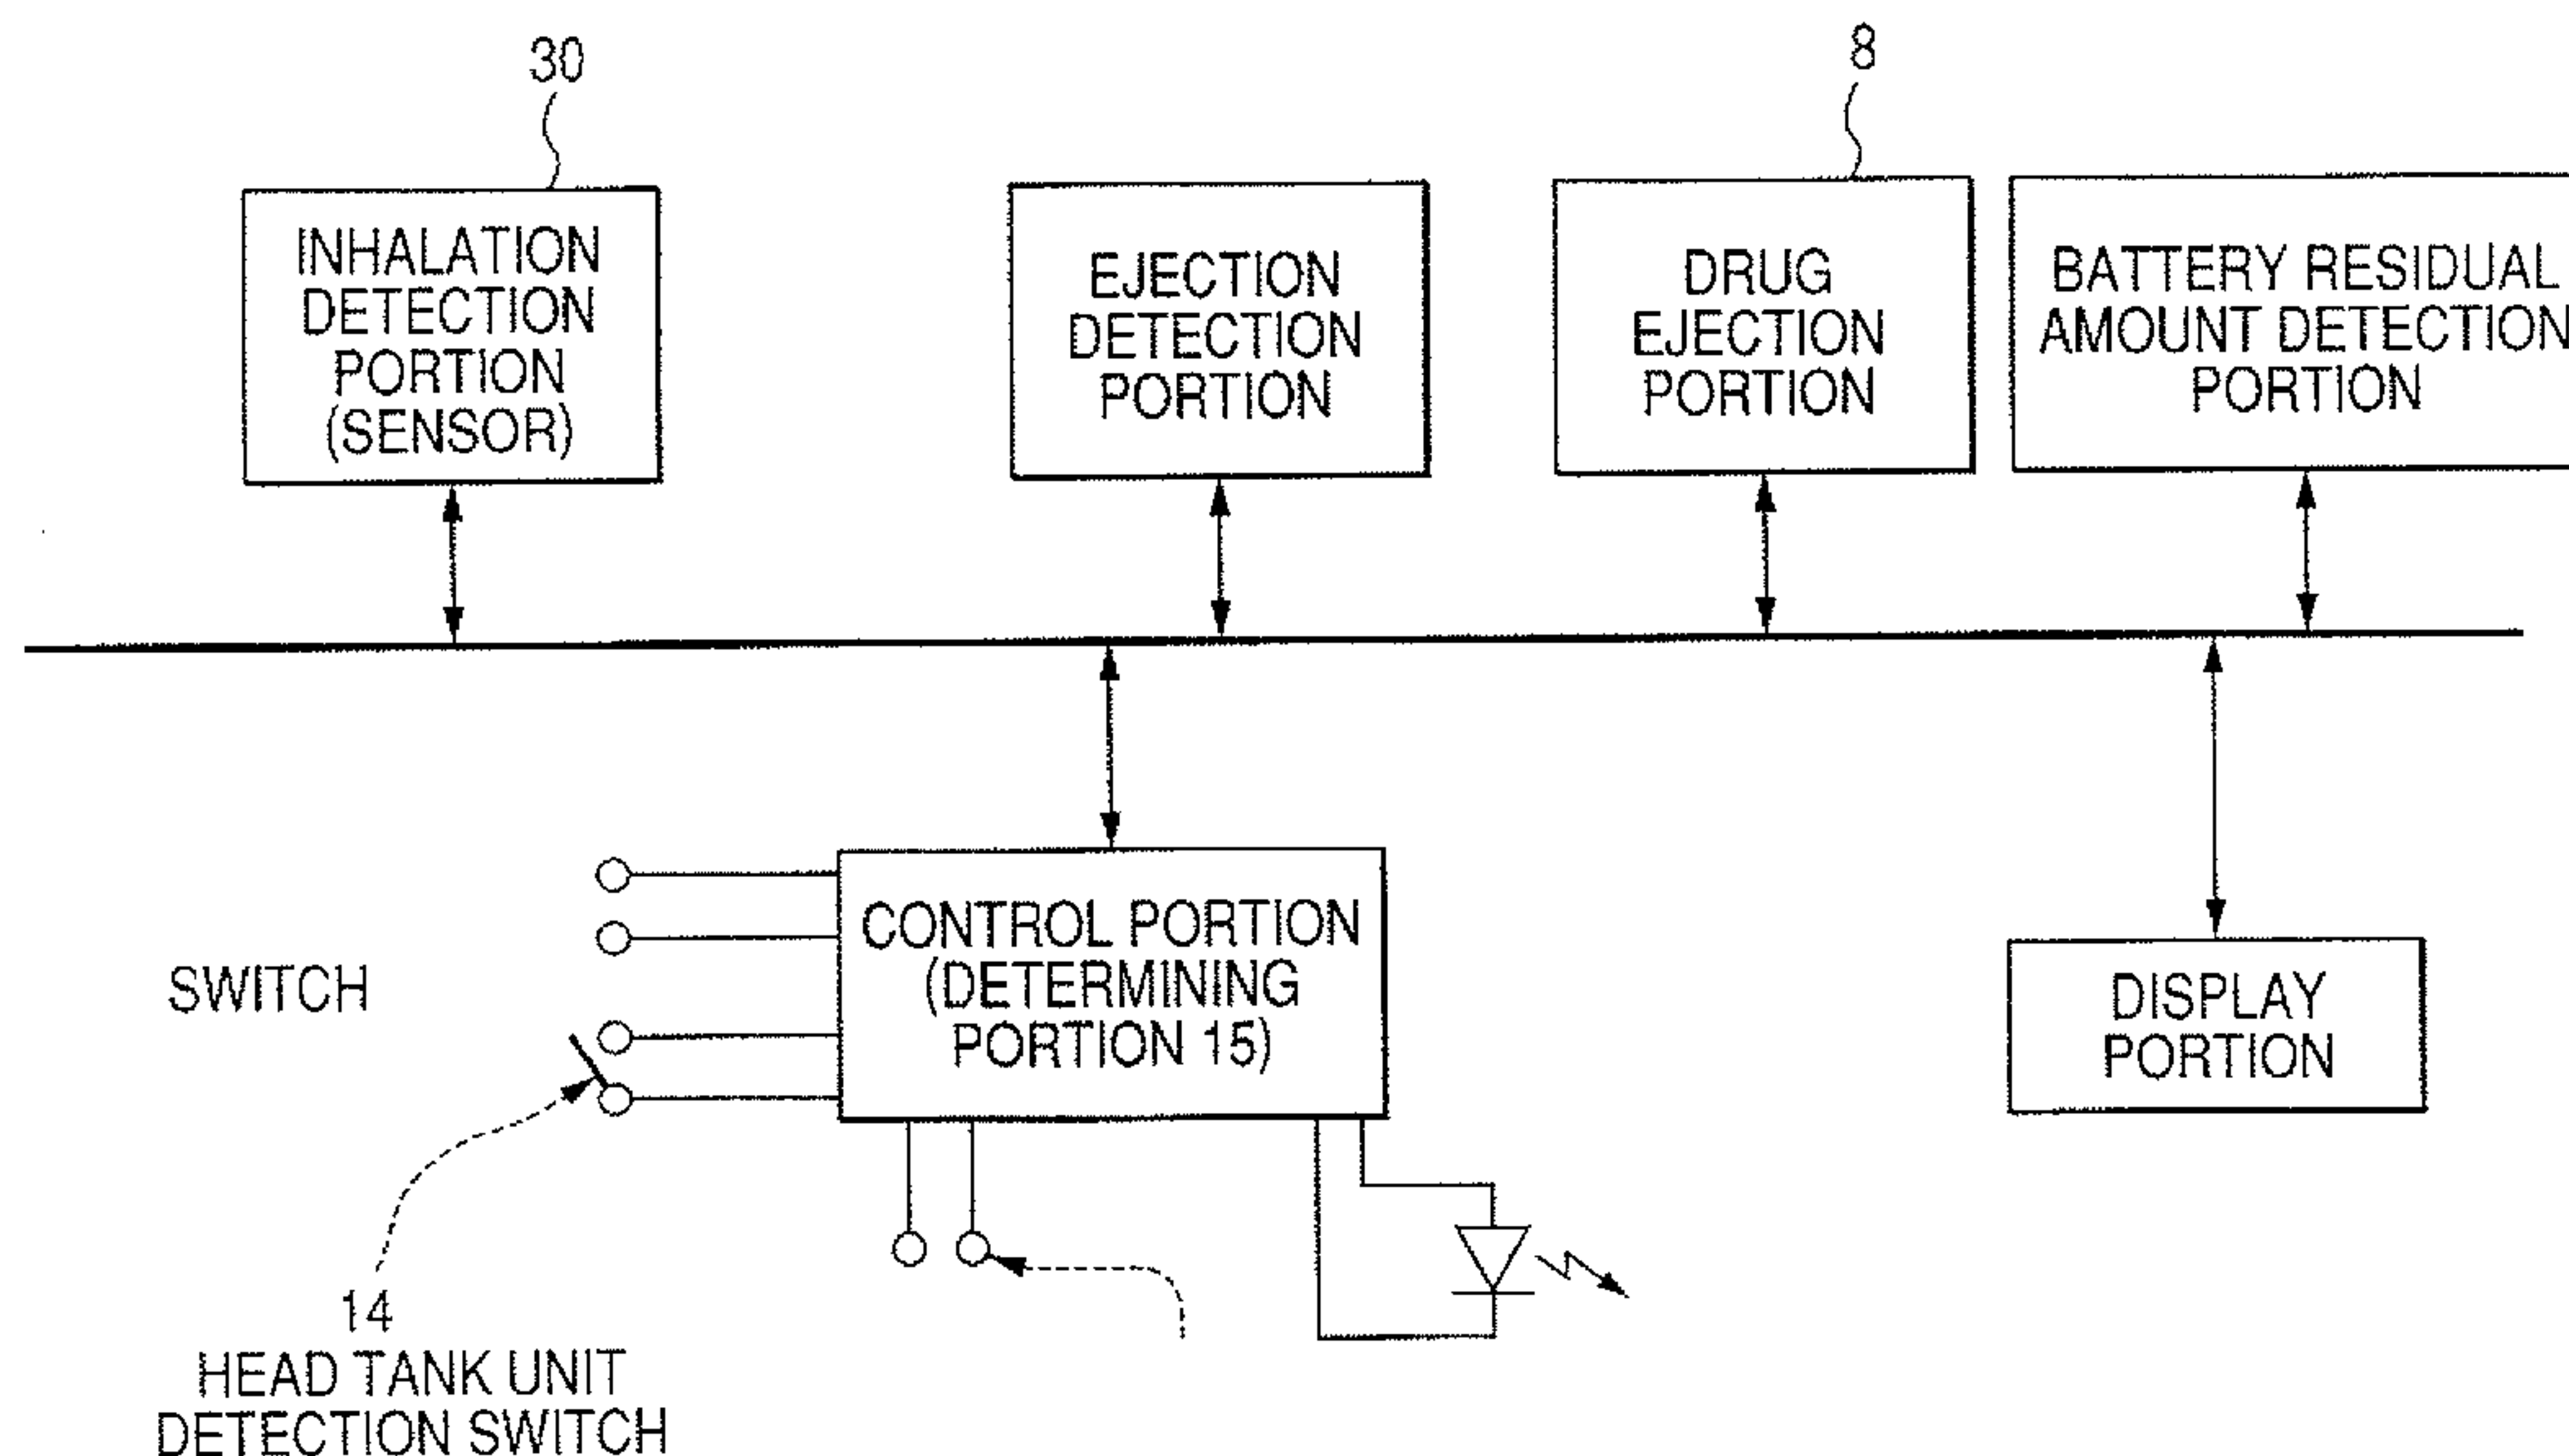 30
8
INHALATION
DETECTION
PORTION
(SENSOR)
EJECTION
DETECTION
PORTION
DRUG
EJECTION
PORTION
BATTERY RESIDUAL
AMOUNT DETECTION
PORTION
SWITCH
CONTROL PORTION
(DETERMINING
PORTION 15)
DISPLAY
PORTION
14
HEAD TANK UNIT
DETECTION SWITCH